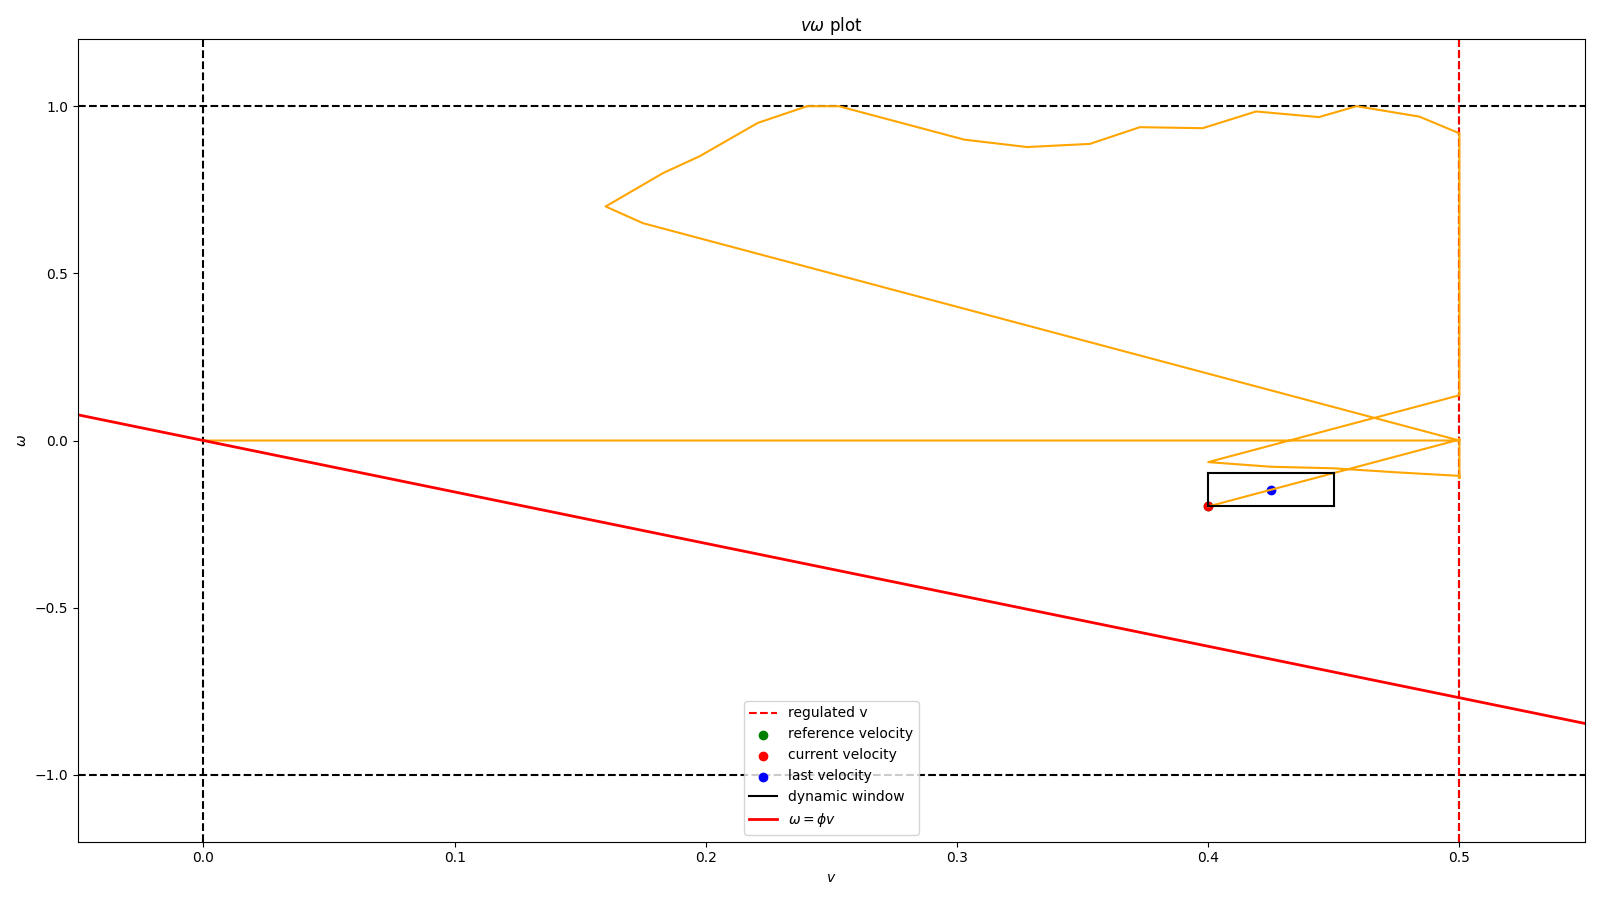 vω plot
1.0
0.5
0.0
−0.5
−1.0
ω
0.0 0.1 0.2 0.3 0.4 0.5
v
regulated v
reference velocity
current velocity
last velocity
dynamic window
ω = ϕv